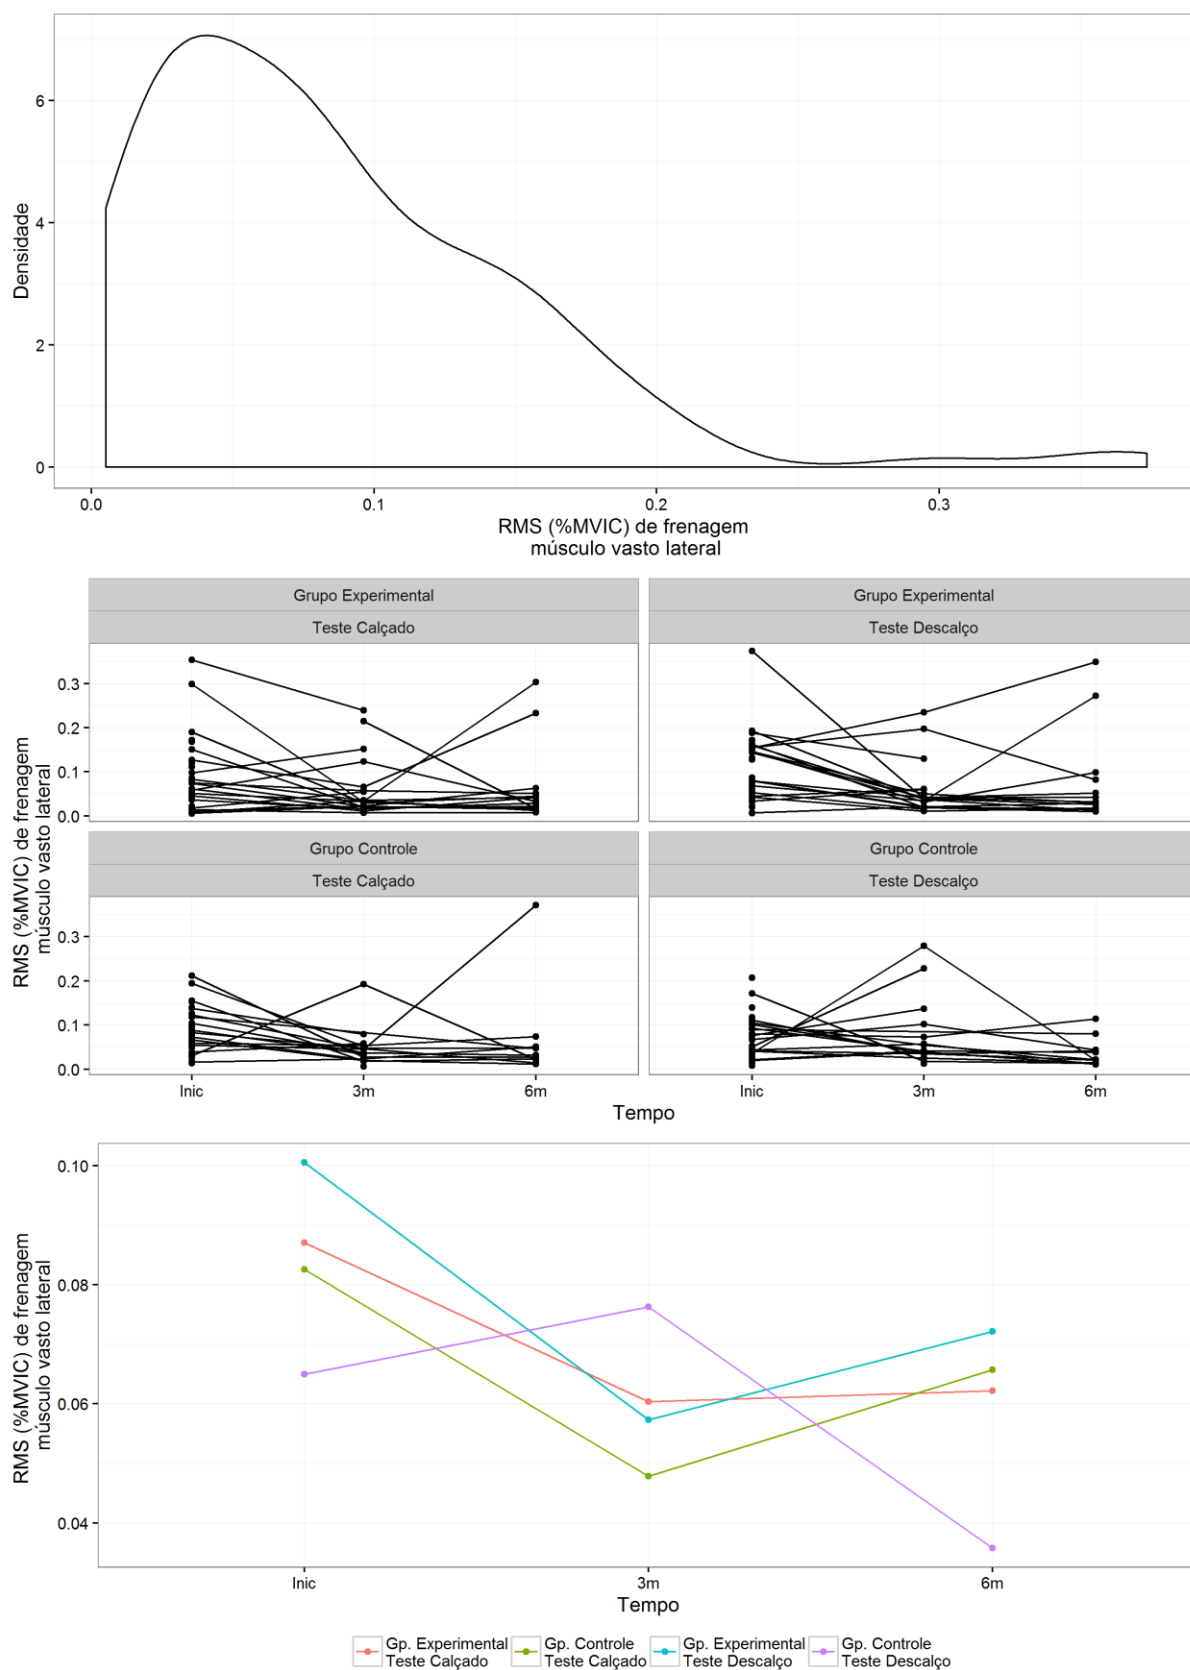 Densidade
6
4
2
0
0.0
0.1
0.2
0.3
RMS (%MVIC) de frenagem
músculo vasto lateral
Grupo Experimental
Teste Calçado
Grupo Experimental
Teste Descalço
RMS (%MVIC) de frenagem
músculo vasto lateral
0.3
0.2
0.1
0.0
Grupo Controle
Teste Calçado
Grupo Controle
Teste Descalço
0.3
0.2
0.1
0.0
Inic
3m
6m
Inic
3m
6m
Tempo
RMS (%MVIC) de frenagem
músculo vasto lateral
0.10
0.08
0.06
0.04
Inic
3m
6m
Tempo
Gp. Experimental
Teste Calçado
Gp. Controle
Teste Calçado
Gp. Experimental
Teste Descalço
Gp. Controle
Teste Descalço